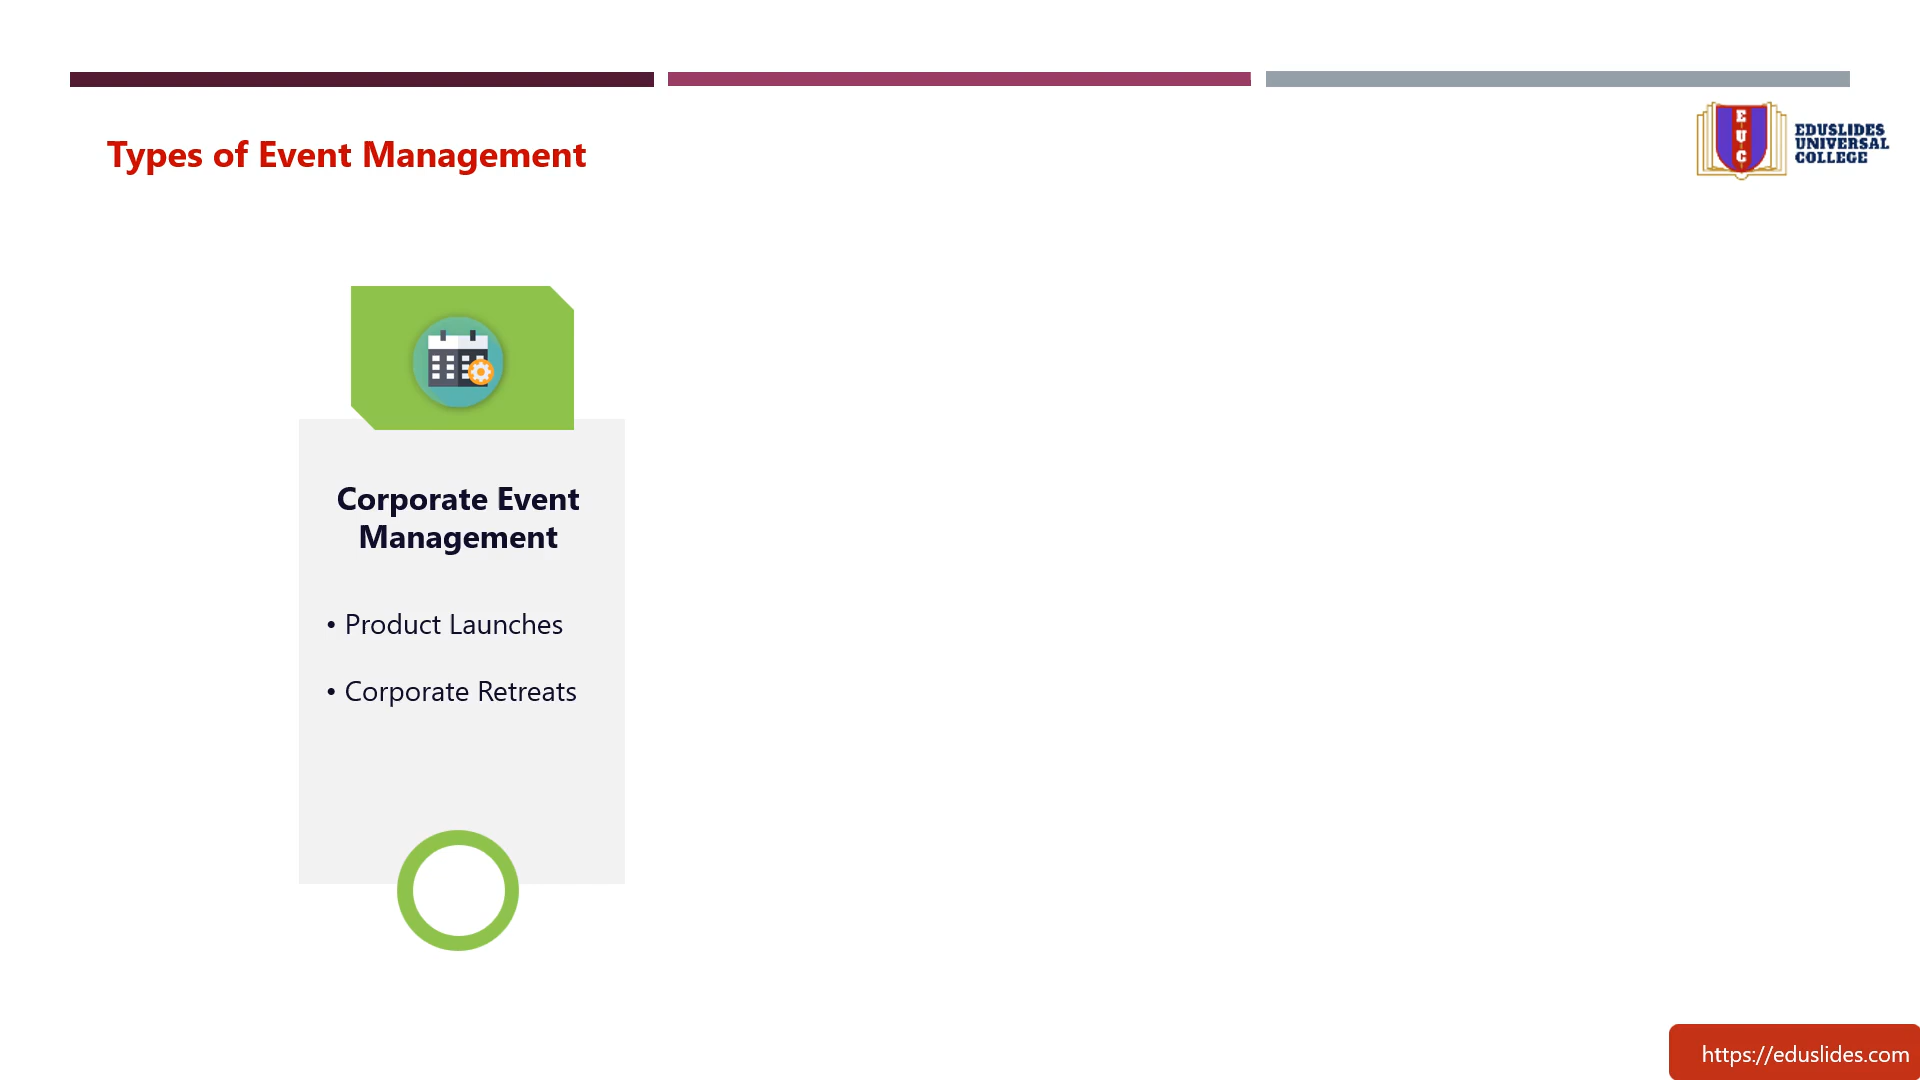 Types of Event Management
E
U
C
EDUSLIDES
UNIVERSAL
COLLEGE
Corporate Event
Management
• Product Launches
• Corporate Retreats
https://eduslides.com